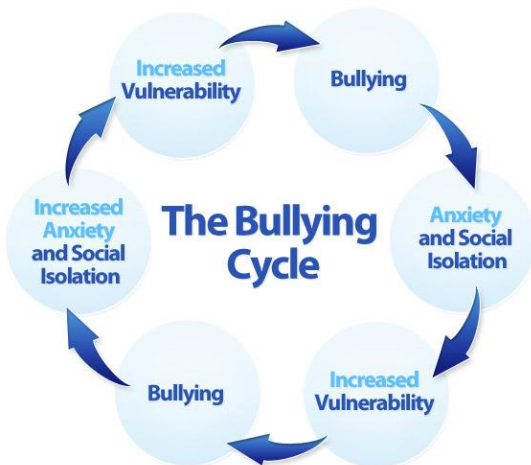 The Bullying
Cycle
Bullying
Anxiety
and Social
Isolation
Increased
Vulnerability
Bullying
Increased
Anxiety
and Social
Isolation
Increased
Vulnerability